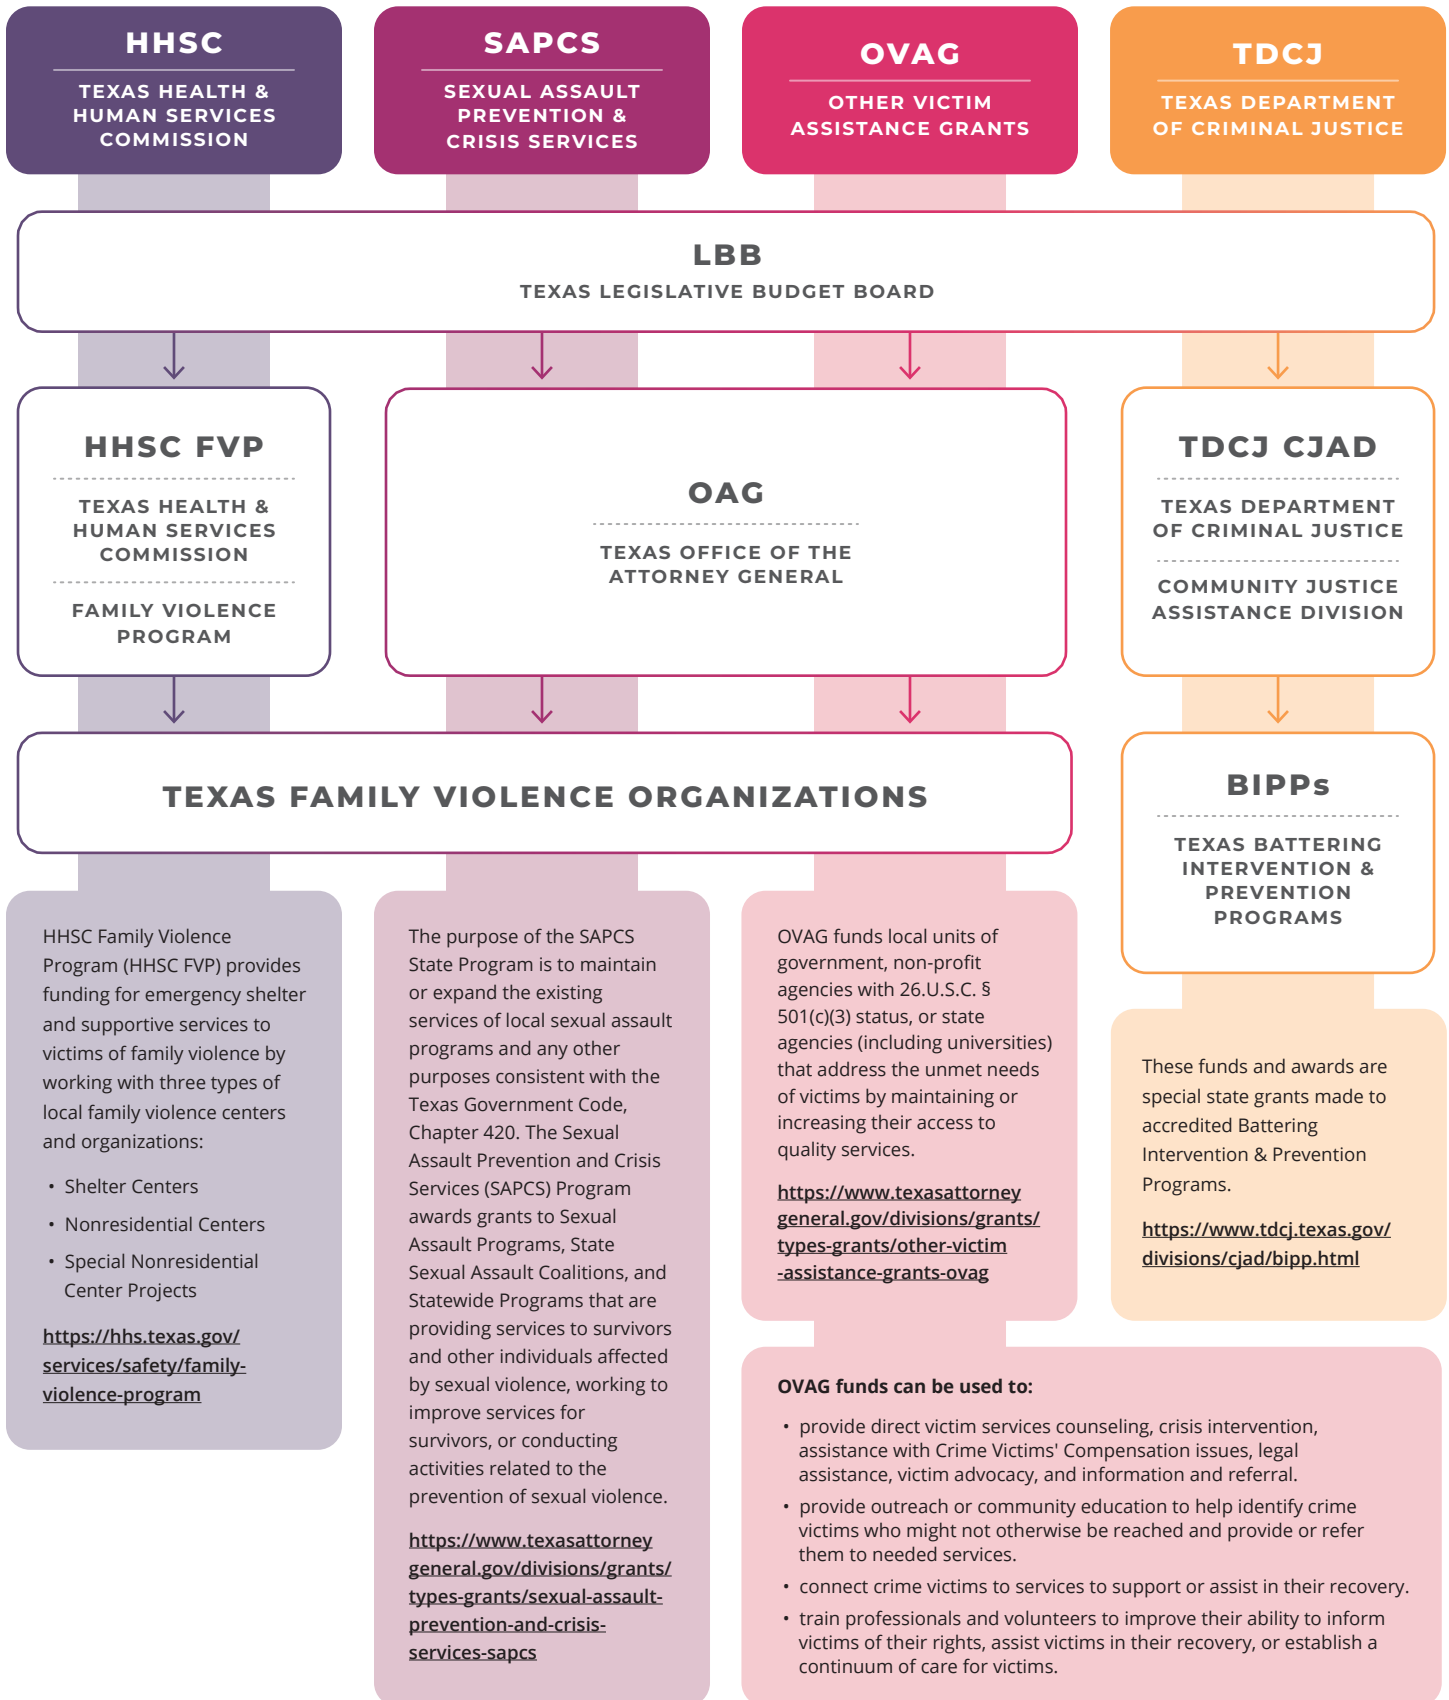 HHSC
TEXAS HEALTH &
HUMAN SERVICES
COMMISSION
SAPCS
SEXUAL ASSAULT
PREVENTION &
CRISIS SERVICES
OVAG
OTHER VICTIM
ASSISTANCE GRANTS
TDCJ
TEXAS DEPARTMENT
OF CRIMINAL JUSTICE
LBB
TEXAS LEGISLATIVE BUDGET BOARD
HHSC FVP
TEXAS HEALTH &
HUMAN SERVICES
COMMISSION
FAMILY VIOLENCE
PROGRAM
OAG
TEXAS OFFICE OF THE
ATTORNEY GENERAL
TDCJ CJAD
TEXAS DEPARTMENT
OF CRIMINAL JUSTICE
COMMUNITY JUSTICE
ASSISTANCE DIVISION
TEXAS FAMILY VIOLENCE ORGANIZATIONS
BIPPs
TEXAS BATTERING
INTERVENTION &
PREVENTION
PROGRAMS
HHSC Family Violence
Program (HHSC FVP) provides
funding for emergency shelter
and supportive services to
victims of family violence by
working with three types of
local family violence centers
and organizations:
• Shelter Centers
• Nonresidential Centers
• Special Nonresidential
Center Projects
https://hhs.texas.gov/
services/safety/family-
violence-program
The purpose of the SAPCS
State Program is to maintain
or expand the existing
services of local sexual assault
programs and any other
purposes consistent with the
Texas Government Code,
Chapter 420. The Sexual
Assault Prevention and Crisis
Services (SAPCS) Program
awards grants to Sexual
Assault Programs, State
Sexual Assault Coalitions, and
Statewide Programs that are
providing services to survivors
and other individuals affected
by sexual violence, working to
improve services for
survivors, or conducting
activities related to the
prevention of sexual violence.
https://www.texasattorney
general.gov/divisions/grants/
types-grants/sexual-assault-
prevention-and-crisis-
services-sapcs
OVAG funds local units of
government, non-profit
agencies with 26.U.S.C. §
501(c)(3) status, or state
agencies (including universities)
that address the unmet needs
of victims by maintaining or
increasing their access to
quality services.
https://www.texasattorney
general.gov/divisions/grants/
types-grants/other-victim
-assistance-grants-ovag
These funds and awards are
special state grants made to
accredited Battering
Intervention & Prevention
Programs.
https://www.tdcj.texas.gov/
divisions/cjad/bipp.html
OVAG funds can be used to:
• provide direct victim services counseling, crisis intervention,
assistance with Crime Victims' Compensation issues, legal
assistance, victim advocacy, and information and referral.
• provide outreach or community education to help identify crime
victims who might not otherwise be reached and provide or refer
them to needed services.
• connect crime victims to services to support or assist in their recovery.
• train professionals and volunteers to improve their ability to inform
victims of their rights, assist victims in their recovery, or establish a
continuum of care for victims.